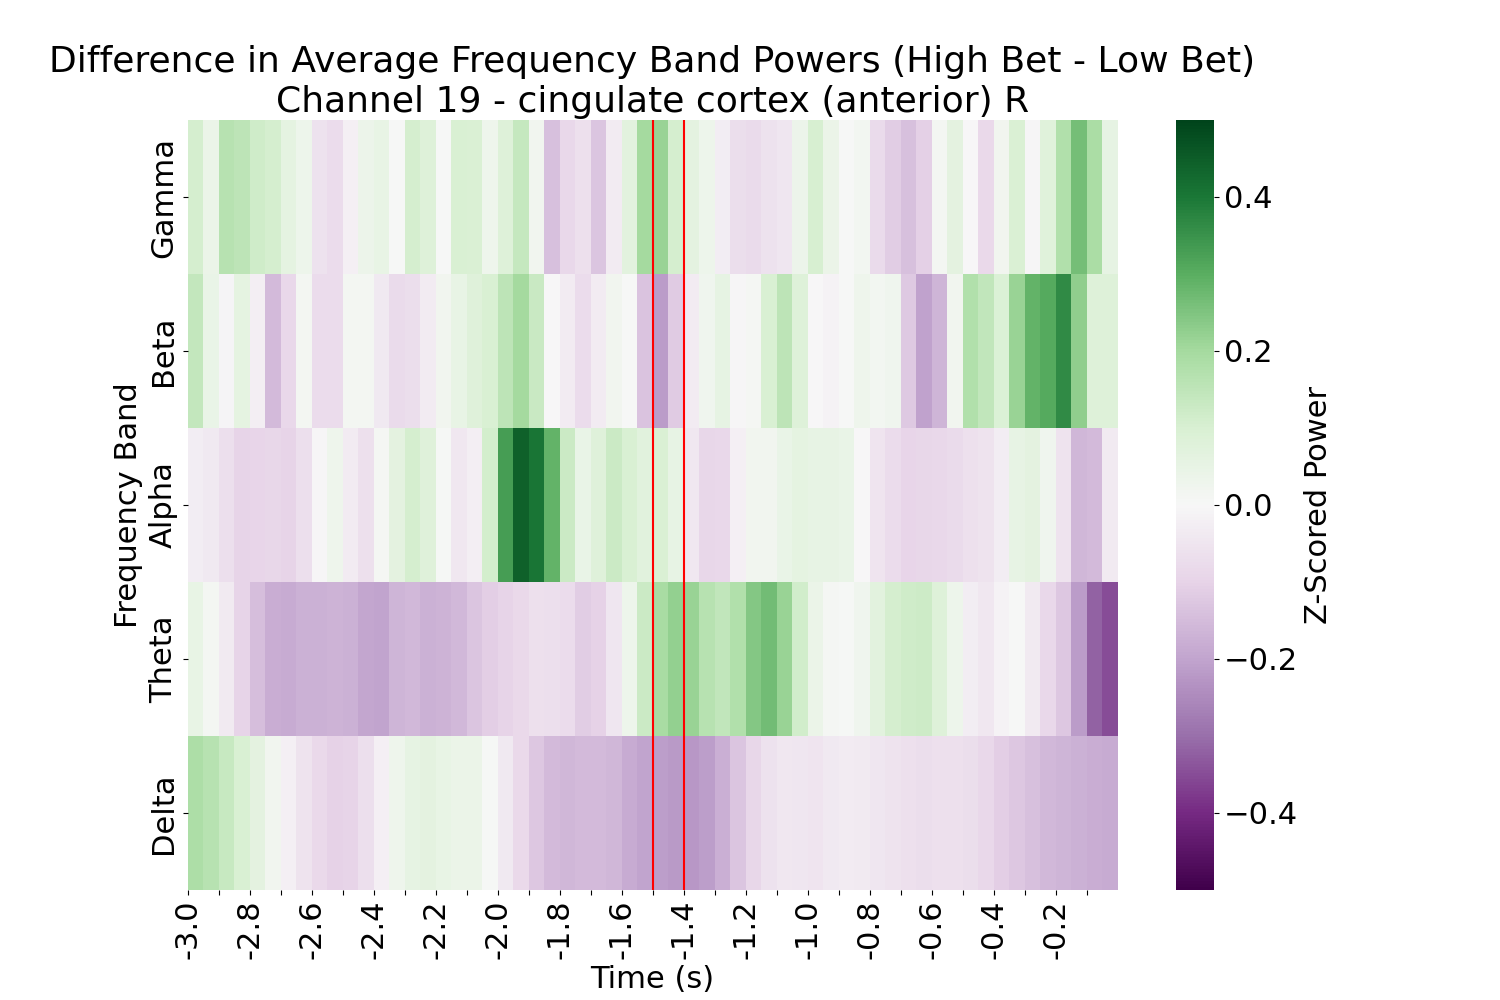 Difference in Average Frequency Band Powers (High Bet - Low Bet)
Channel 19 - cingulate cortex (anterior) R
Frequency Band
Gamma
Beta
Alpha
Theta
Delta
-3.0
-2.8
-2.6
-2.4
-2.2
-2.0
-1.8
-1.6
-1.4
-1.2
-1.0
-0.8
-0.6
-0.4
-0.2
Time (s)
0.4
0.2
0.0
−0.2
−0.4
Z-Scored Power